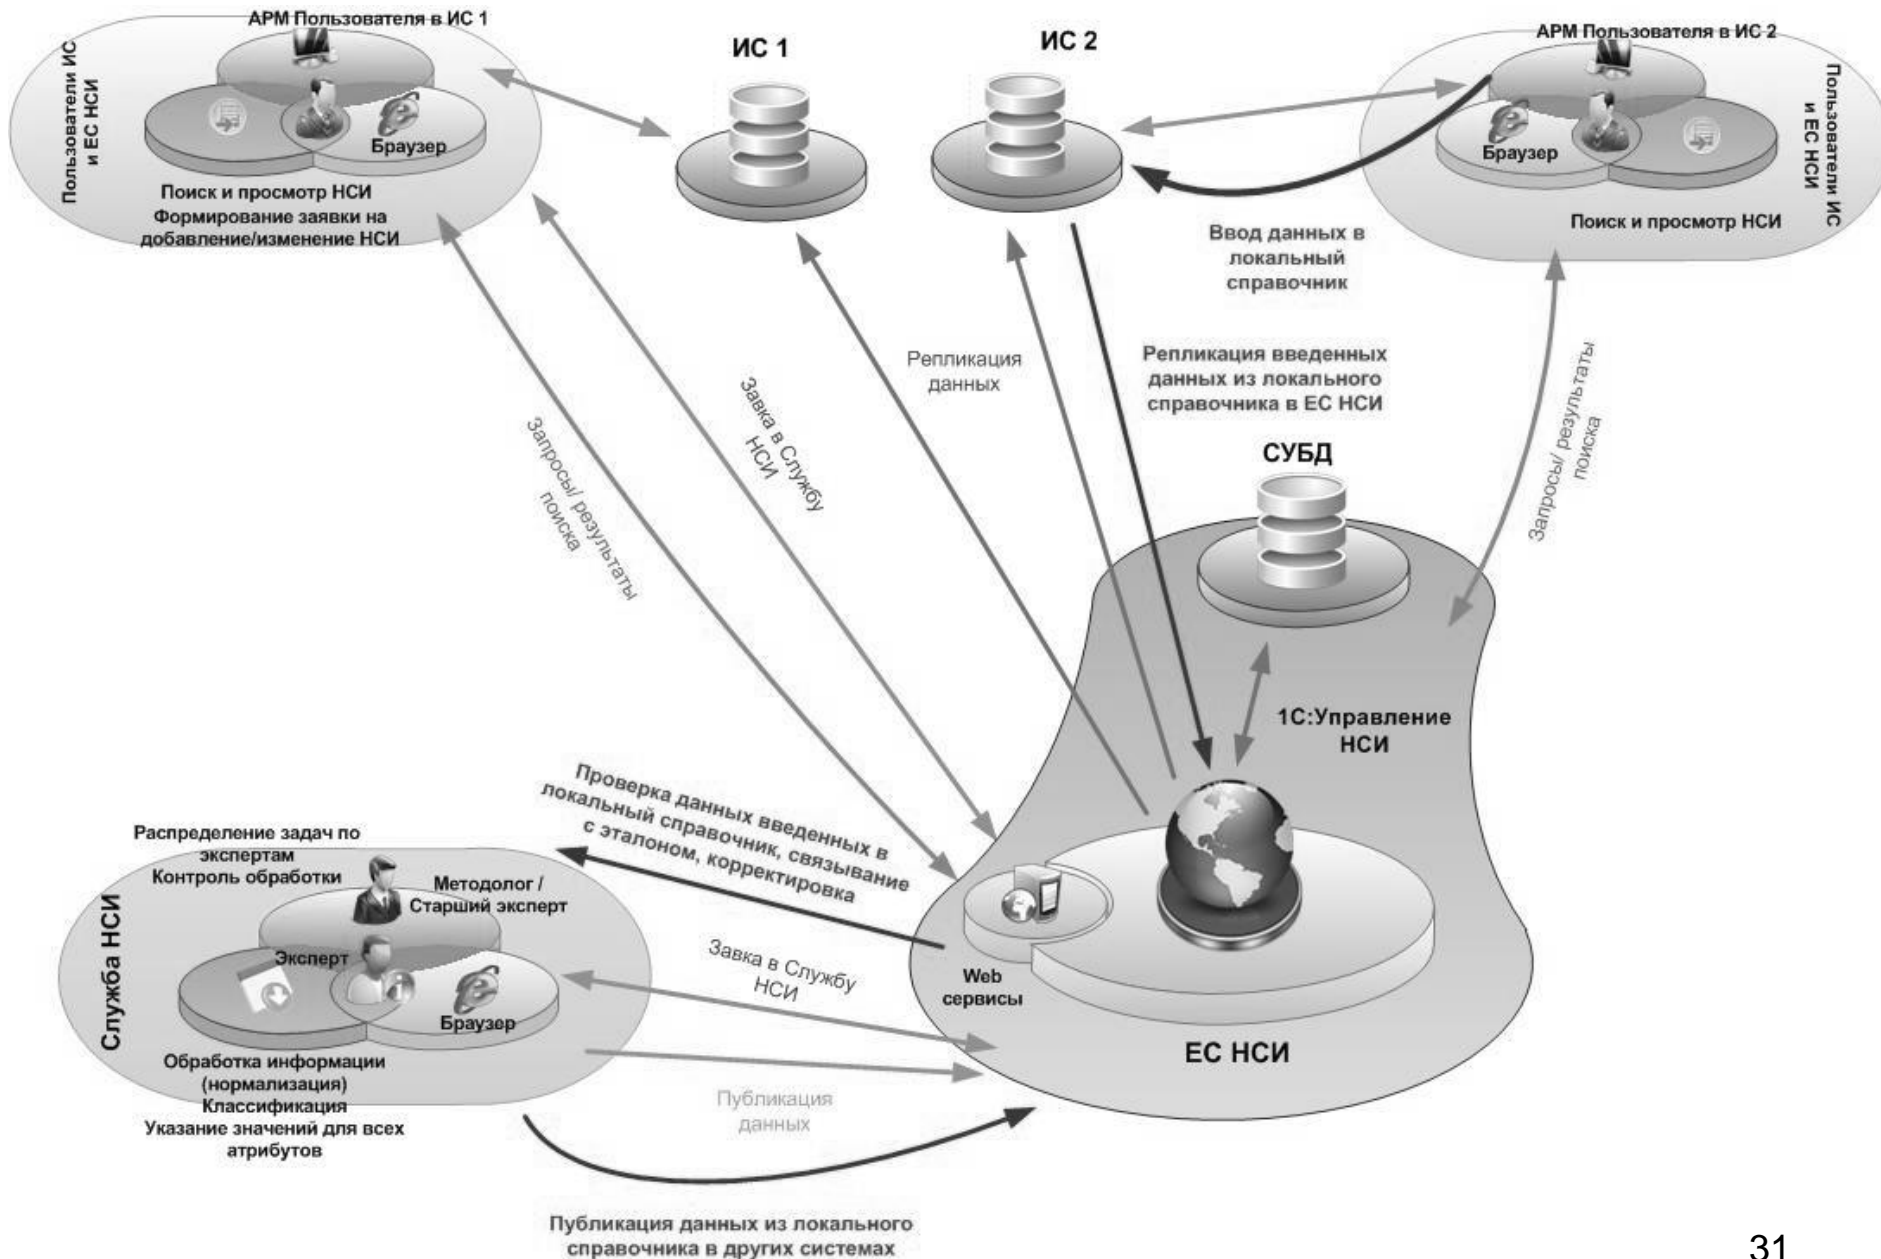 АРМ Пользователя в ИС 1
Пользователи ИС
и ЕС НСИ
Браузер
Поиск и просмотр НСИ
Формирование заявки на
добавление/изменение НСИ
ИС 1
ИС 2
АРМ Пользователя в ИС 2
Пользователи ИС
и ЕС НСИ
Браузер
Поиск и просмотр НСИ
Ввод данных в
локальный
справочник
Репликация
данных
Репликация введенных
данных из локального
справочника в ЕС НСИ
Завка в Службу
НСИ
Запросы/ результаты
поиска
Запросы/ результаты
поиска
СУБД
1С:Управление
НСИ
Проверка данных введенных в
локальный справочник, связывание
с эталоном, корректировка
Распределение задач по
экспертам
Контроль обработки
Методолог /
Старший эксперт
Служба НСИ
Эксперт
Браузер
Обработка информации
(нормализация)
Классификация
Указание значений для всех
атрибутов
Завка в Службу
НСИ
Web
сервисы
ЕС НСИ
Публикация
данных
Публикация данных из локального
справочника в других системах
31